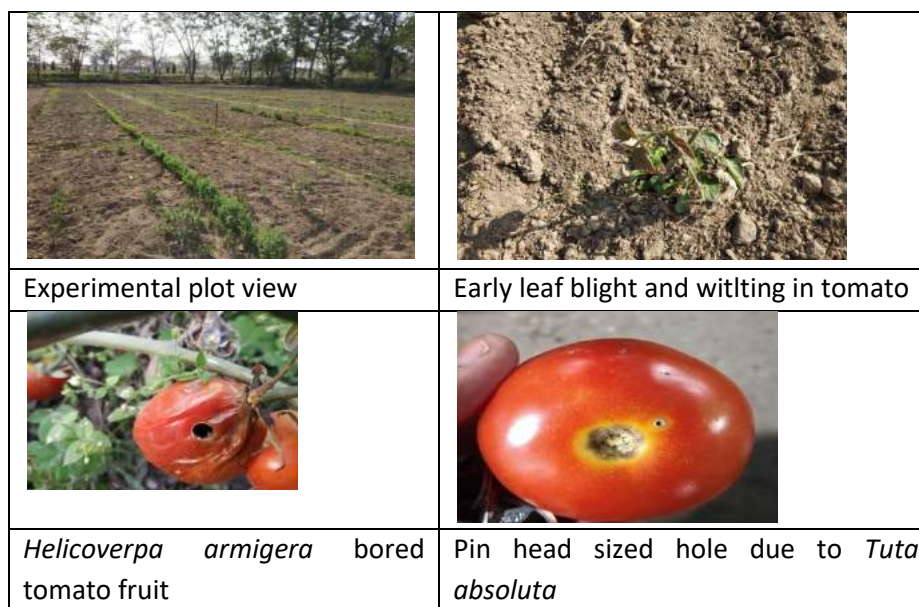 Experimental plot view
Early leaf blight and witlting in tomato
Helicoverpa armigera bored
tomato fruit
Pin head sized hole due to Tuta
absoluta